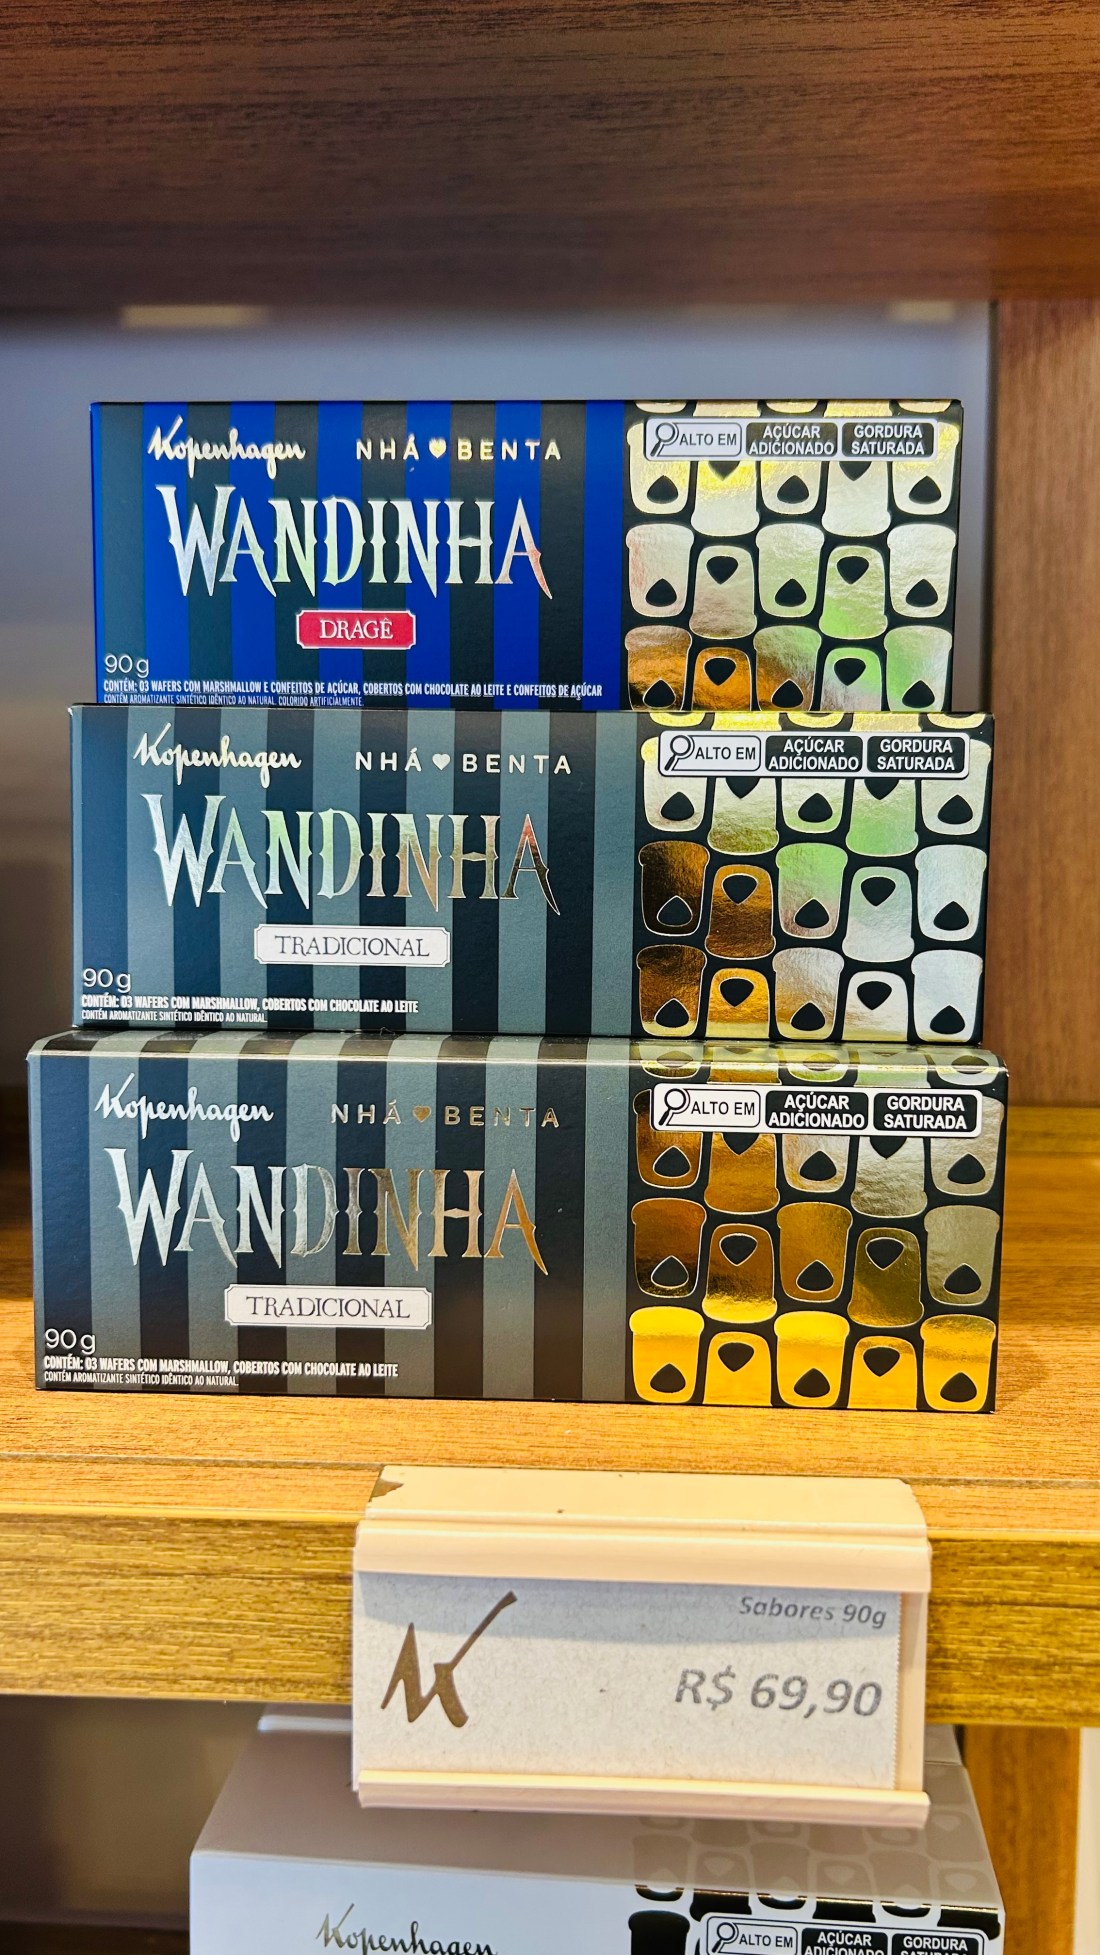 Kopenhagen NHÁ BENTA
WANDINHA
DRAGÊ
90g
CONTÉM: 03 WAFERS COM MARSHMALLOW E CONFEITOS DE AÇÚCAR, COBERTOS COM CHOCOLATE AO LEITE E CONFEITOS DE AÇÚCAR
CONTÉM AROMATIZANTE SINTÉTICO IDÊNTICO AO NATURAL. COLORIDO ARTIFICIALMENTE.
ALTO EM AÇÚCAR ADICIONADO GORDURA SATURADA
Kopenhagen NHÁ BENTA
WANDINHA
TRADICIONAL
90g
CONTÉM: 03 WAFERS COM MARSHMALLOW, COBERTOS COM CHOCOLATE AO LEITE
CONTÉM AROMATIZANTE SINTÉTICO IDÊNTICO AO NATURAL.
ALTO EM AÇÚCAR ADICIONADO GORDURA SATURADA
Kopenhagen NHÁ BENTA
WANDINHA
TRADICIONAL
90g
CONTÉM: 03 WAFERS COM MARSHMALLOW, COBERTOS COM CHOCOLATE AO LEITE
CONTÉM AROMATIZANTE SINTÉTICO IDÊNTICO AO NATURAL.
ALTO EM AÇÚCAR ADICIONADO GORDURA SATURADA
Sabores 90g
R$ 69,90
Kopenhagen
ALTO EM AÇÚCAR ADICIONADO GORDURA SATURADA